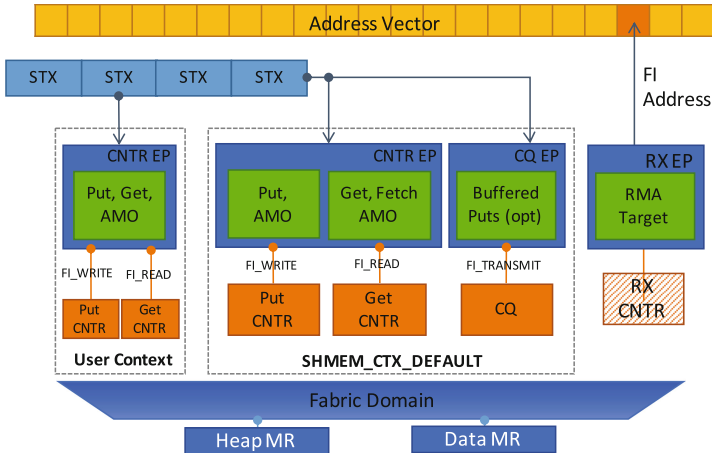 Address Vector
STX STX STX STX
FI
Address
CNTR EP
Put, Get,
AMO
FI_WRITE
FI_READ
Put
CNTR
Get
CNTR
User Context
CNTR EP
Put,
AMO
Get, Fetch
AMO
FI_WRITE
FI_READ
Put
CNTR
Get
CNTR
CQ EP
Buffered
Puts (opt)
FI_TRANSMIT
CQ
SHMEM_CTX_DEFAULT
RX EP
RMA
Target
RX
CNTR
Fabric Domain
Heap MR
Data MR